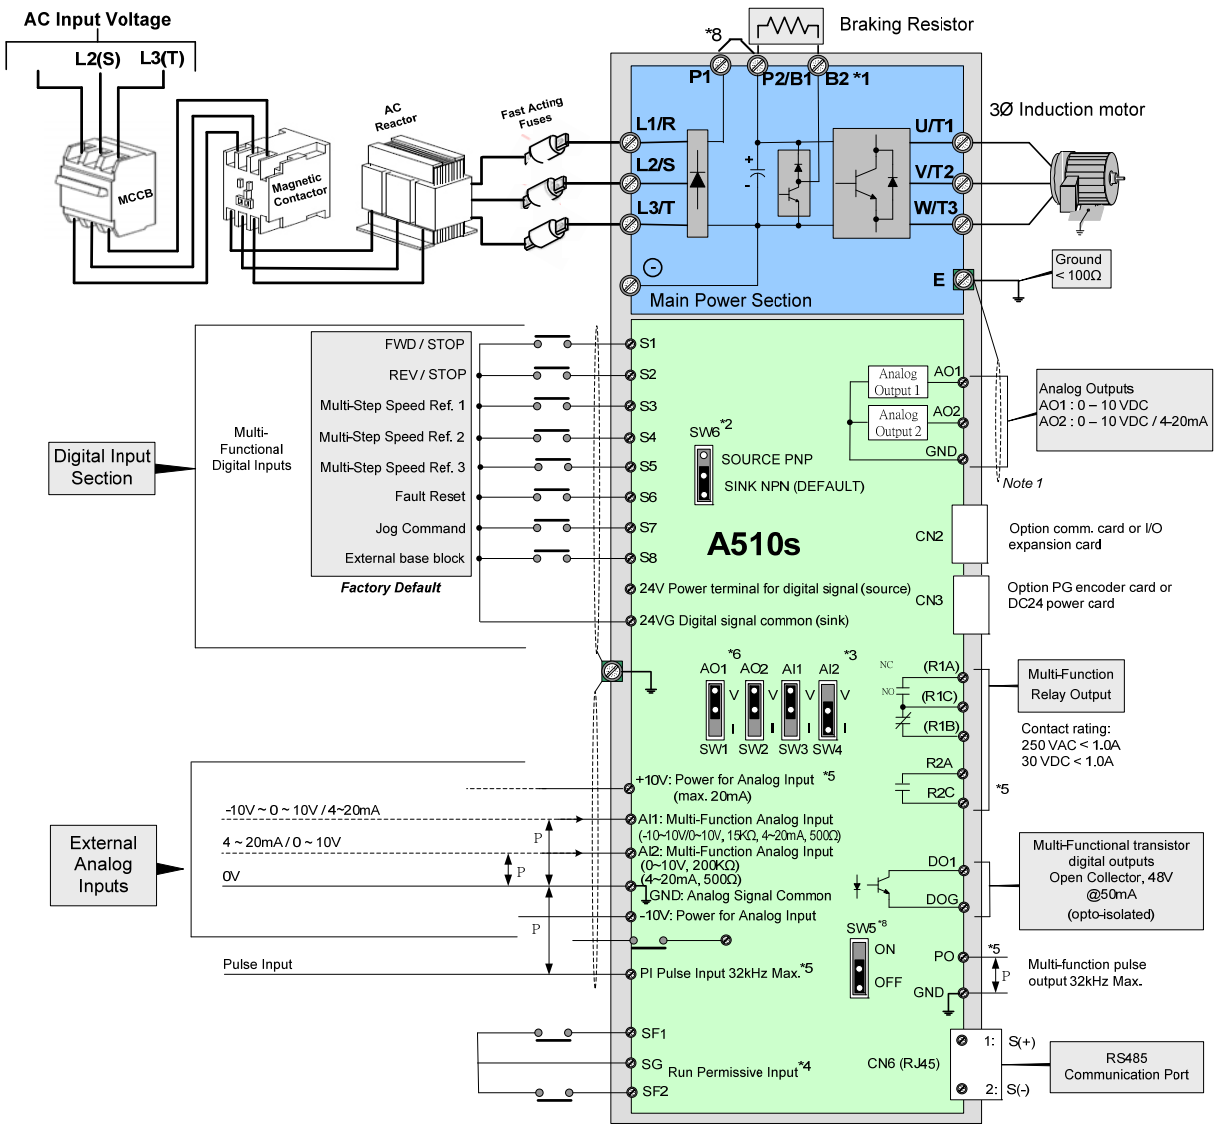 AC Input Voltage
L2(S)
L3(T)
MCCB
Magnetic
Contactor
AC
Reactor
Fast Acting
Fuses
*8
Braking Resistor
P1
P2/B1
B2 *1
L1/R
L2/S
L3/T
+
-
U/T1
V/T2
W/T3
3Ø Induction motor
E
Ground
< 100Ω
Main Power Section
Digital Input
Section
Multi-
Functional
Digital Inputs
FWD / STOP
REV / STOP
Multi-Step Speed Ref. 1
Multi-Step Speed Ref. 2
Multi-Step Speed Ref. 3
Fault Reset
Jog Command
External base block
Factory Default
S1
S2
S3
S4
S5
S6
S7
S8
24V Power terminal for digital signal (source)
24VG Digital signal common (sink)
SW6*2
SOURCE PNP
SINK NPN (DEFAULT)
A510s
Analog
Output 1
AO1
Analog
Output 2
AO2
GND
Analog Outputs
AO1 : 0 – 10 VDC
AO2 : 0 – 10 VDC / 4-20mA
Note 1
CN2
Option comm. card or I/O
expansion card
CN3
Option PG encoder card or
DC24 power card
*6
*3
AO1
AO2
AI1
AI2
V
V
V
V
I
I
I
I
SW1
SW2
SW3
SW4
NC
NO
(R1A)
(R1C)
(R1B)
R2A
R2C
*5
Multi-Function
Relay Output
Contact rating:
250 VAC < 1.0A
30 VDC < 1.0A
External
Analog
Inputs
-10V ~ 0 ~ 10V / 4~20mA
4 ~ 20mA / 0 ~ 10V
0V
Pulse Input
P
P
P
+10V: Power for Analog Input *5
(max. 20mA)
AI1: Multi-Function Analog Input
(-10~10V/0~10V, 15KΩ, 4~20mA, 500Ω)
AI2: Multi-Function Analog Input
(0~10V, 200KΩ)
(4~20mA, 500Ω)
GND: Analog Signal Common
-10V: Power for Analog Input
PI Pulse Input 32kHz Max.*5
SW5*8
ON
OFF
DO1
DOG
Multi-Functional transistor
digital outputs
Open Collector, 48V
@50mA
(opto-isolated)
PO
*5
P
GND
Multi-function pulse
output 32kHz Max.
SF1
SG
SF2
Run Permissive Input*4
CN6 (RJ45)
1:
S(+)
2:
S(-)
RS485
Communication Port